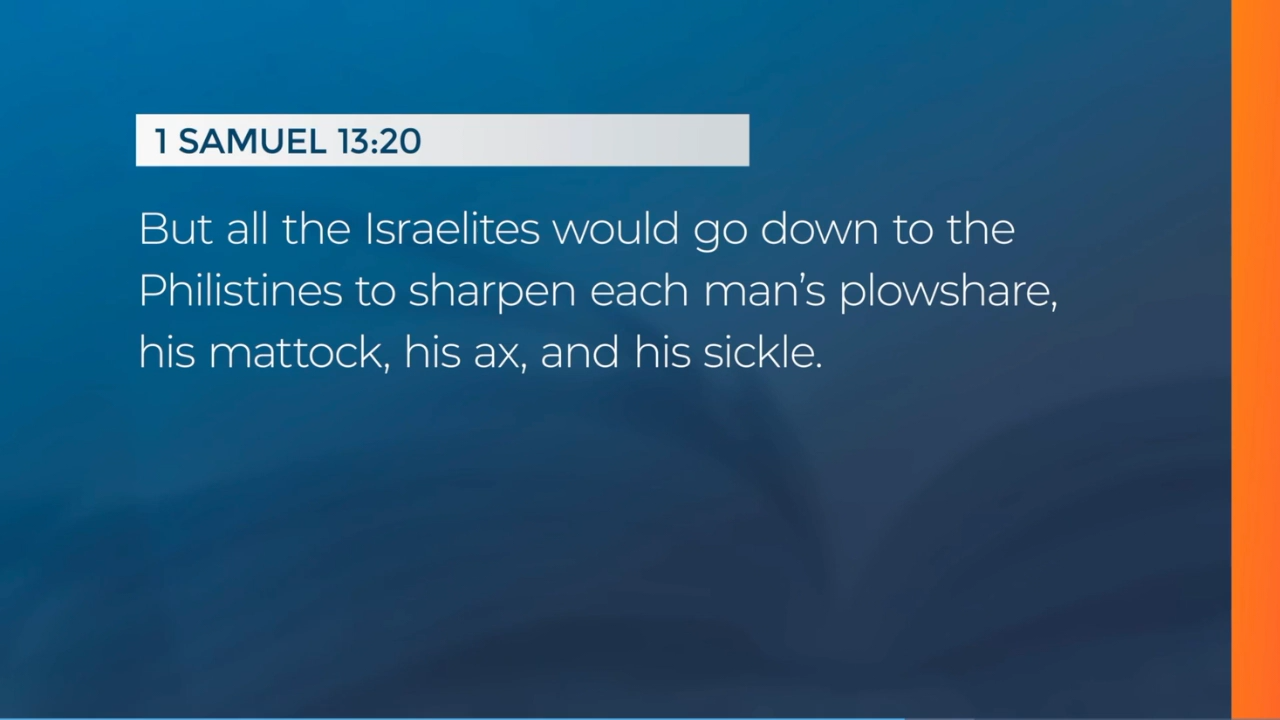 1 SAMUEL 13:20
But all the Israelites would go down to the
Philistines to sharpen each man’s plowshare,
his mattock, his ax, and his sickle.